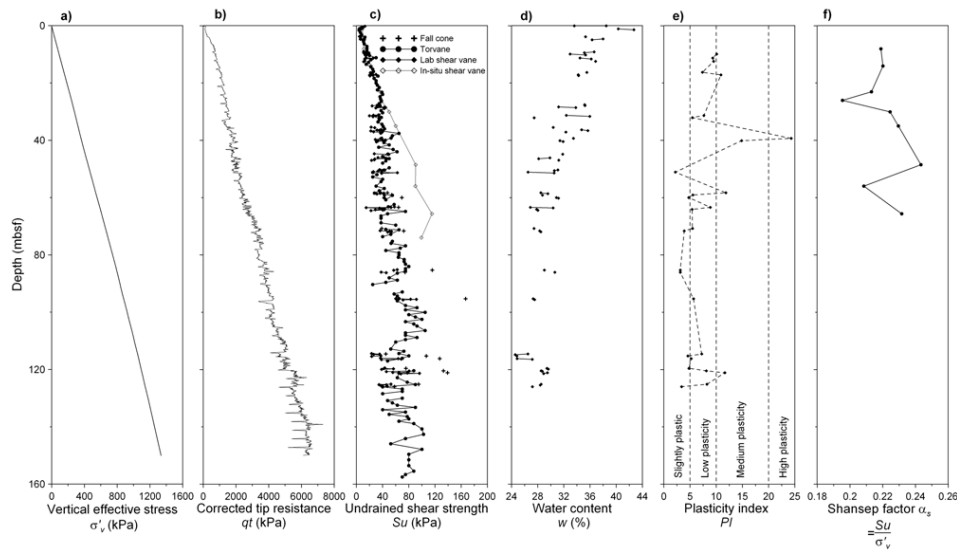 a)
b)
c)
d)
e)
f)
Depth (mbsf)
0
20
40
60
80
100
120
140
160
0 400 800 1200 1600
Vertical effective stress
σ'v (kPa)
0 2000 4000 6000 8000
Corrected tip resistance
qt (kPa)
Fall cone
Torvane
Lab shear vane
In-situ shear vane
0 40 80 120 160 200
Undrained shear strength
Su (kPa)
24 28 32 36 40 44
Water content
w (%)
Slightly plastic
Low plasticity
Medium plasticity
High plasticity
0 5 10 15 20 25
Plasticity index
PI
0.18 0.2 0.22 0.24 0.26
Shansep factor αs
=Su
σ'v